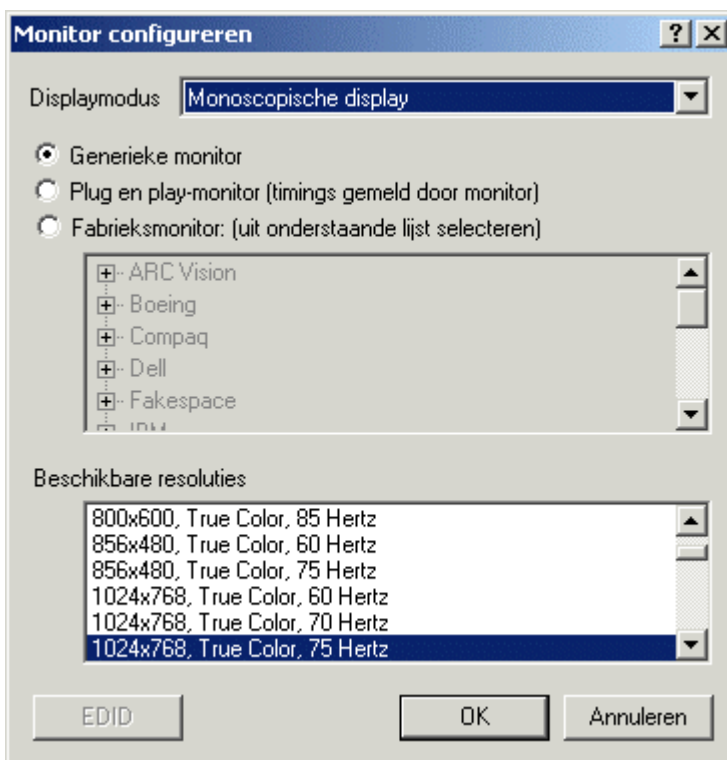 Monitor configureren
Displaymodus Monoscopische display
Generieke monitor
Plug en play-monitor (timings gemeld door monitor)
Fabrieksmonitor: (uit onderstaande lijst selecteren)
ARC Vision
Boeing
Compaq
Dell
Fakespace
IBM
Beschikbare resoluties
800x600, True Color, 85 Hertz
856x480, True Color, 60 Hertz
856x480, True Color, 75 Hertz
1024x768, True Color, 60 Hertz
1024x768, True Color, 70 Hertz
1024x768, True Color, 75 Hertz
EDID OK Annuleren